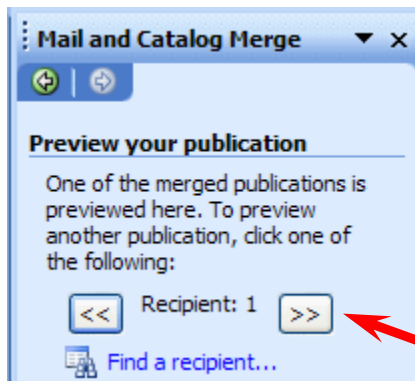 Mail and Catalog Merge
Preview your publication
One of the merged publications is
previewed here. To preview
another publication, click one of
the following:
<< Recipient: 1 >>
Find a recipient...